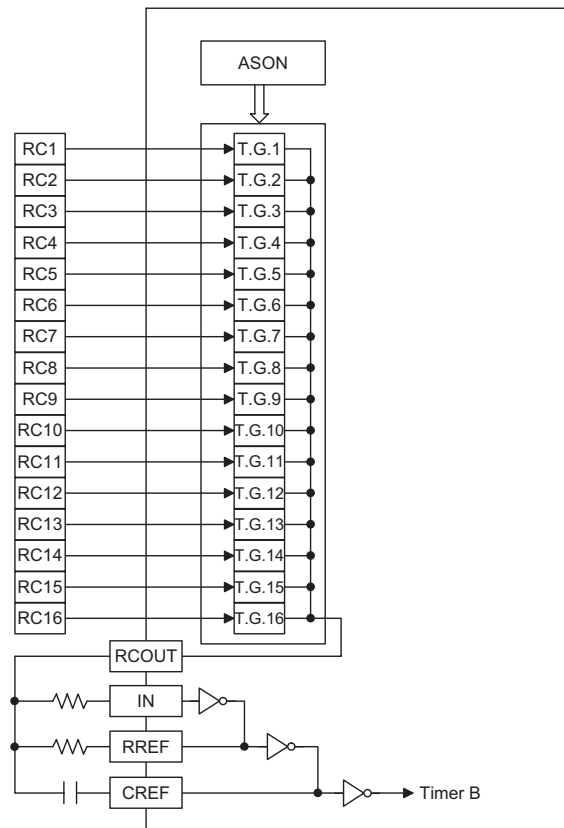 ASON
RC1 T.G.1
RC2 T.G.2
RC3 T.G.3
RC4 T.G.4
RC5 T.G.5
RC6 T.G.6
RC7 T.G.7
RC8 T.G.8
RC9 T.G.9
RC10 T.G.10
RC11 T.G.11
RC12 T.G.12
RC13 T.G.13
RC14 T.G.14
RC15 T.G.15
RC16 T.G.16
RCOUT
IN
RREF
CREF Timer B